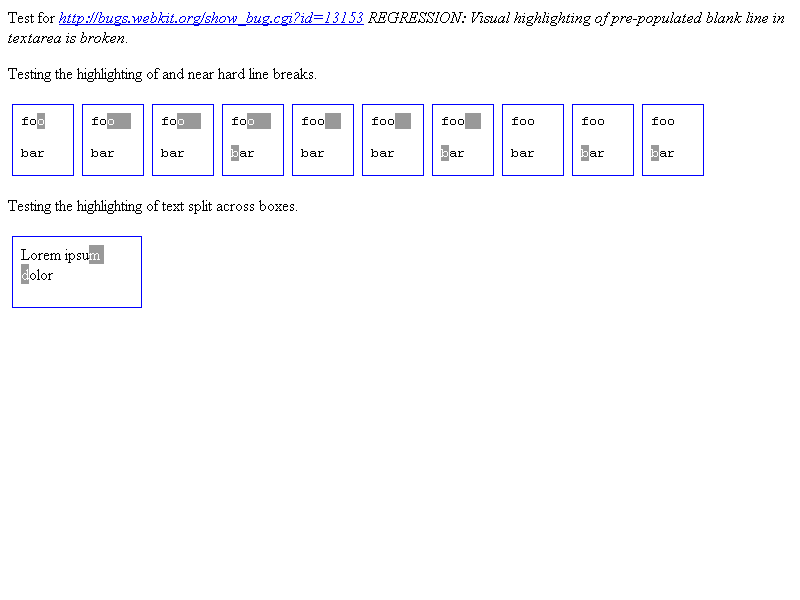 Test for http://bugs.webkit.org/show_bug.cgi?id=13153 REGRESSION: Visual highlighting of pre-populated blank line in
textarea is broken.
Testing the highlighting of and near hard line breaks.
foo foo foo foo foo foo foo foo foo foo
bar bar bar bar bar bar bar bar bar bar
Testing the highlighting of text split across boxes.
Lorem ipsum
dolor